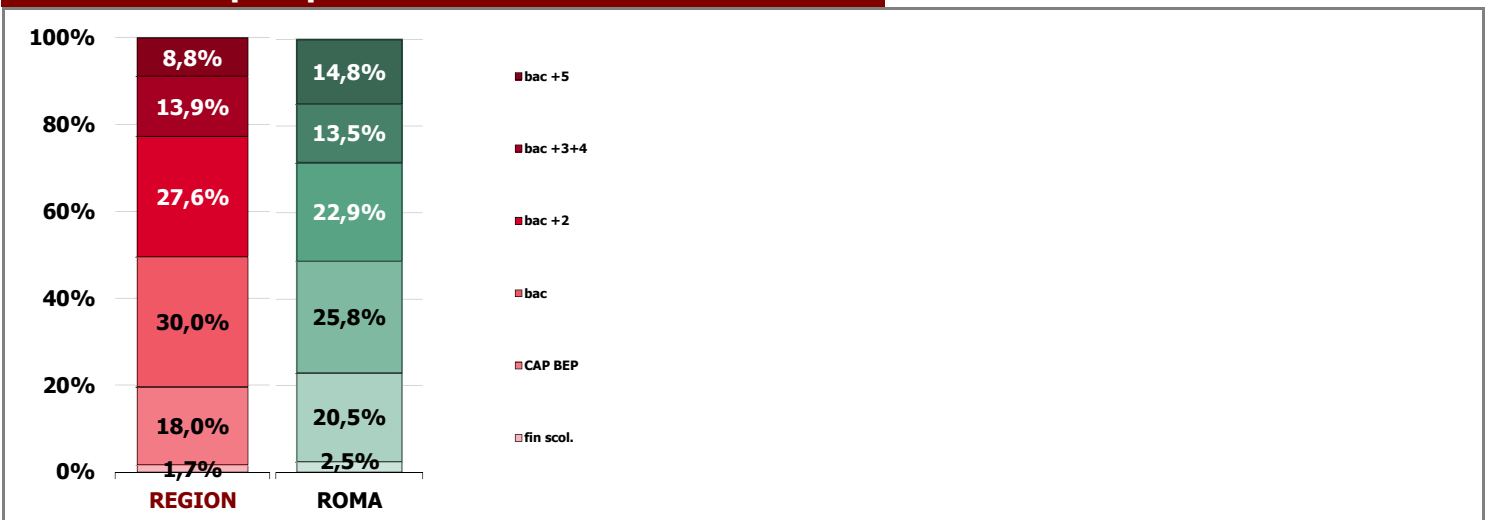 100%
8,8%
14,8%
bac +5
13,9%
80%
13,5%
bac +3+4
27,6%
60%
22,9%
bac +2
40%
30,0%
25,8%
bac
20%
18,0%
20,5%
CAP BEP
fin scol.
0%
1,7%
2,5%
REGION
ROMA